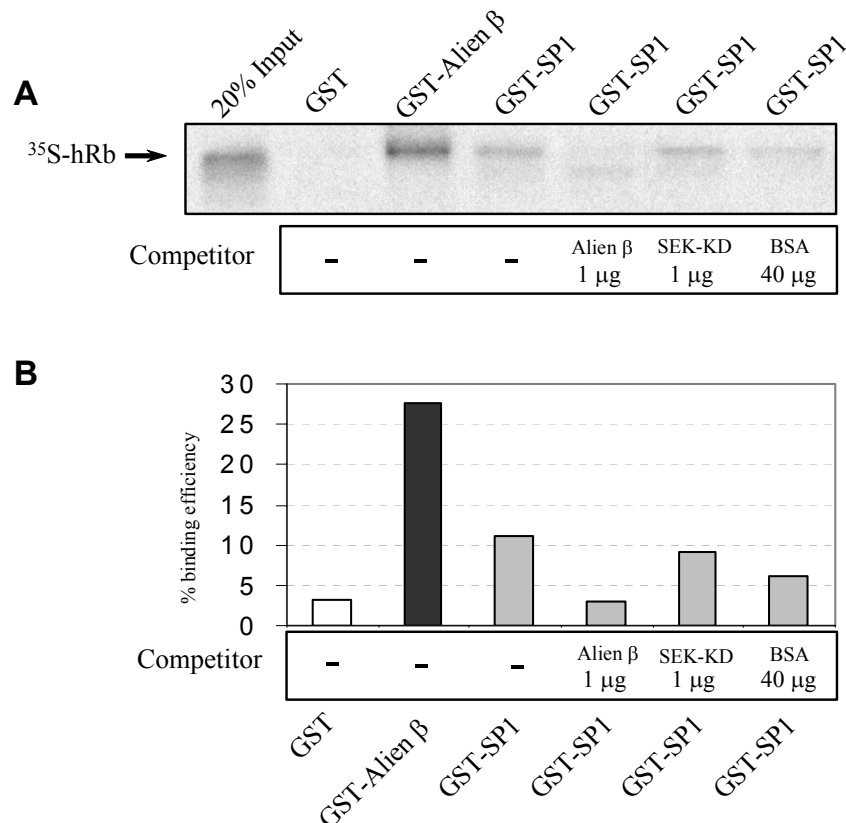 A
20% Input
GST
GST-Alien β
GST-SP1
GST-SP1
GST-SP1
GST-SP1
³⁵S-hRb
Competitor
-
-
-
Alien β
1 μg
SEK-KD
1 μg
BSA
40 μg
B
% binding efficiency
30
25
20
15
10
5
0
Competitor
-
-
-
Alien β
1 μg
SEK-KD
1 μg
BSA
40 μg
GST
GST-Alien β
GST-SP1
GST-SP1
GST-SP1
GST-SP1